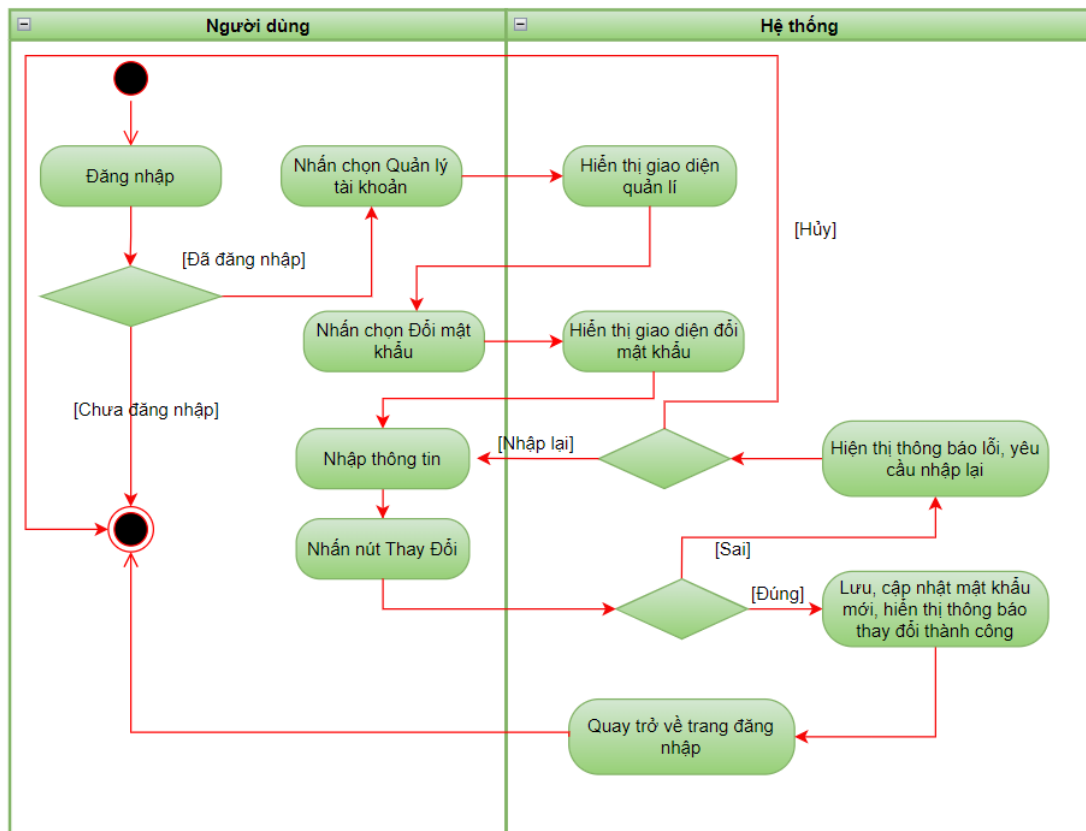 Người dùng
Hệ thống
Đăng nhập
Nhấn chọn Quản lý
tài khoản
Hiển thị giao diện
quản lí
[Hủy]
[Đã đăng nhập]
Nhấn chọn Đổi mật
khẩu
Hiển thị giao diện đổi
mật khẩu
[Chưa đăng nhập]
Nhập thông tin
[Nhập lại]
Hiện thị thông báo lỗi, yêu
cầu nhập lại
Nhấn nút Thay Đổi
[Sai]
[Đúng]
Lưu, cập nhật mật khẩu
mới, hiển thị thông báo
thay đổi thành công
Quay trở về trang đăng
nhập